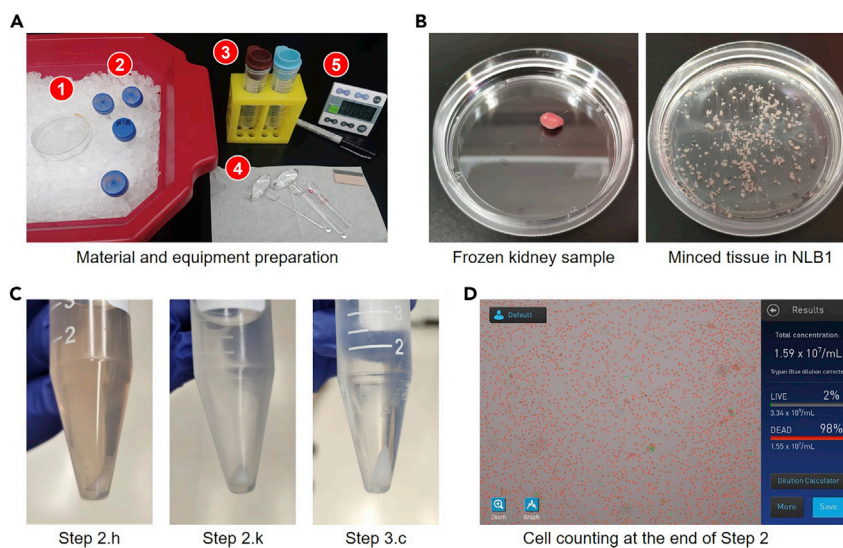 A
1
2
3
4
5
Material and equipment preparation
B
Frozen kidney sample
Minced tissue in NLB1
C
2
Step 2.h
Step 2.k
3
2
Step 3.c
D
Default
Zoom
Graph
Results
Total concentration
1.59 x 10⁷/mL
Trypan Blue dilution correcte
LIVE 2%
3.34 x 10⁵/mL
DEAD 98%
1.55 x 10⁷/mL
Dilution Calculator
More
Save
Cell counting at the end of Step 2